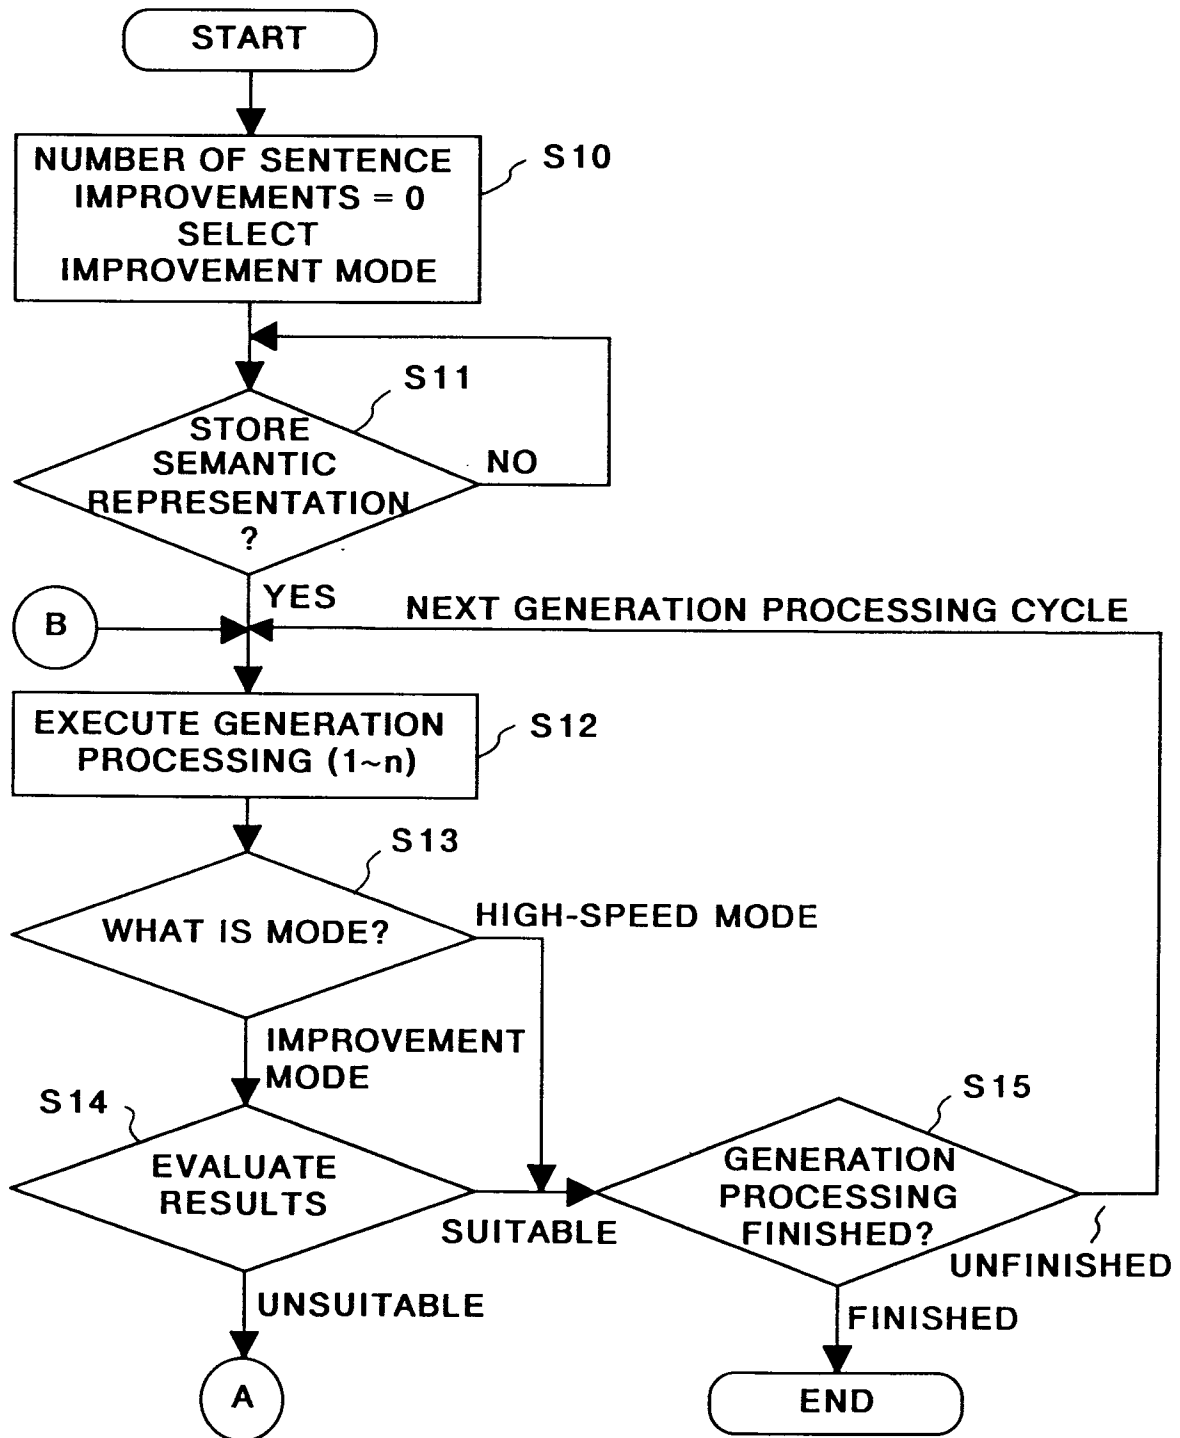 START
NUMBER OF SENTENCE
IMPROVEMENTS = 0
SELECT
IMPROVEMENT MODE
S10
S11
STORE
SEMANTIC
REPRESENTATION
?
NO
YES
B
NEXT GENERATION PROCESSING CYCLE
EXECUTE GENERATION
PROCESSING (1~n)
S12
S13
WHAT IS MODE?
HIGH-SPEED MODE
IMPROVEMENT
MODE
S14
EVALUATE
RESULTS
SUITABLE
S15
GENERATION
PROCESSING
FINISHED?
UNFINISHED
UNSUITABLE
FINISHED
A
END